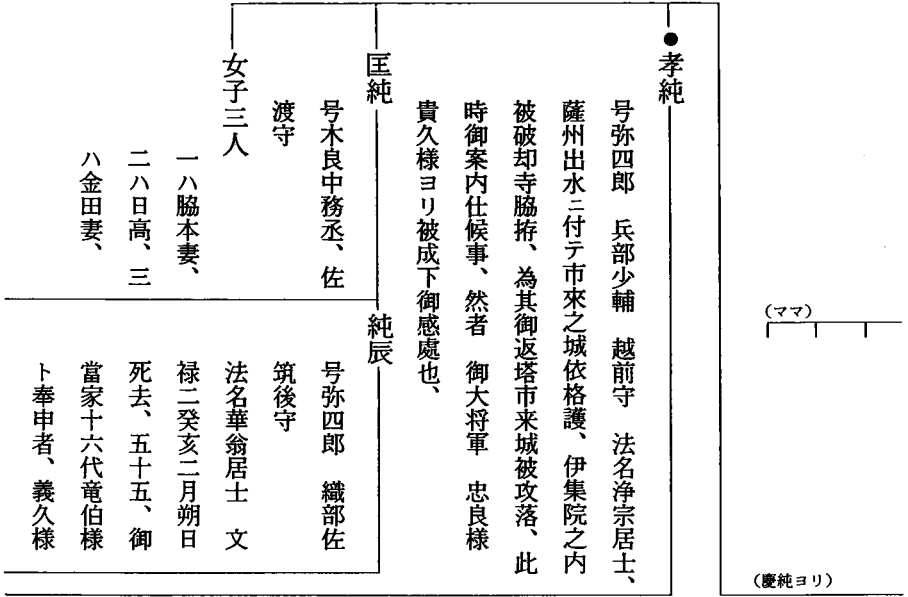 (慶純ヨリ)
(ママ)
●孝純
号弥四郎　兵部少輔　越前守　法名浄宗居士、
薩州出水ニ付テ市來之城依格護、伊集院之内
被破却寺脇拵、為其御返塔市来城被攻落、此
時御案内仕候事、然者　御大将軍　忠良様
貴久様ヨリ被成下御感處也、
匡純
号木良中務丞、佐
渡守
女子三人
一ハ脇本妻、
二ハ日高、三
ハ金田妻、
純辰
号弥四郎　織部佐
筑後守
法名華翁居士　文
禄二癸亥二月朔日
死去、五十五、御
當家十六代竜伯様
ト奉申者、義久様